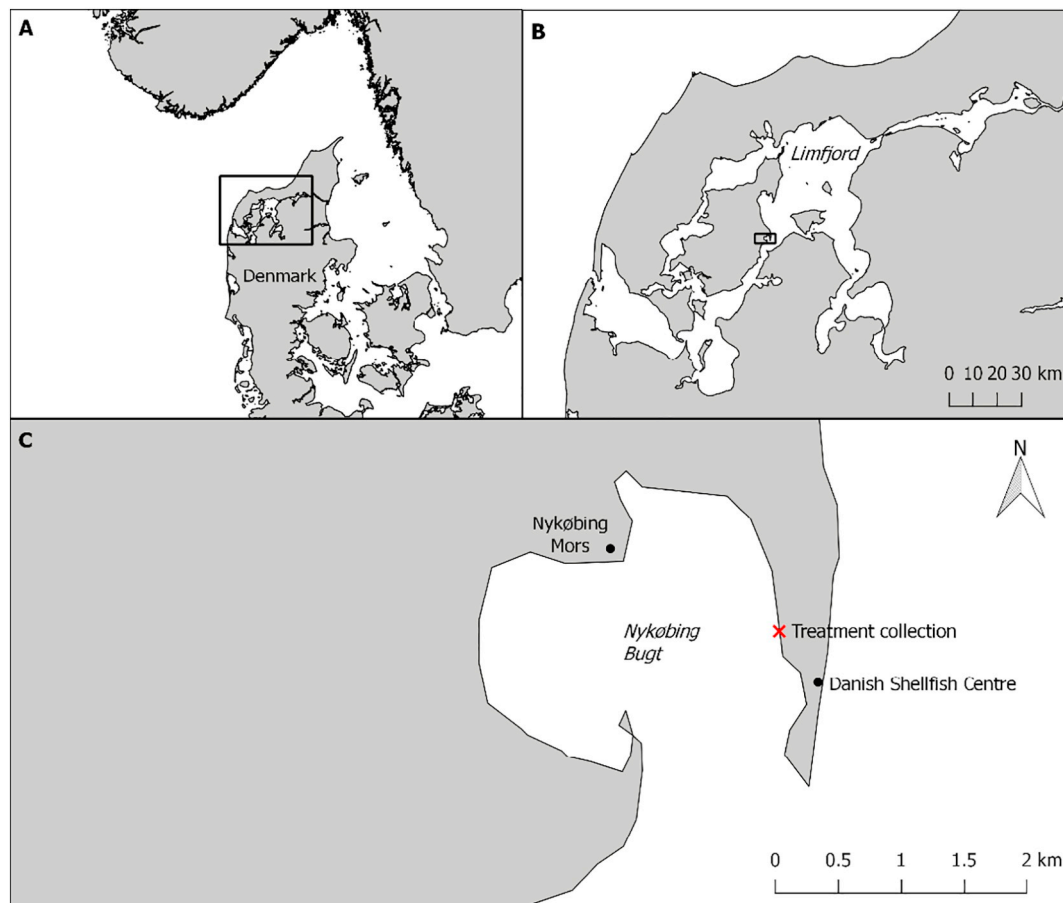 A
Denmark
B
Limfjord
0 10 20 30 km
C
N
Nykøbing
Mors
Nykøbing
Bugt
Treatment collection
Danish Shellfish Centre
0 0.5 1 1.5 2 km